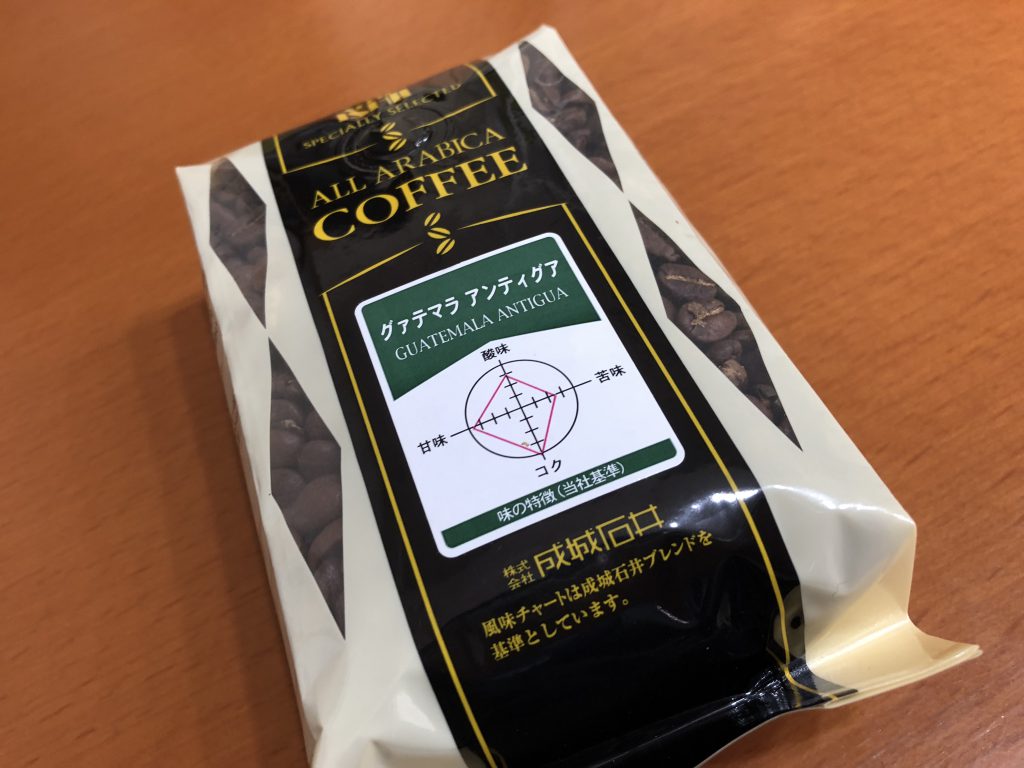 SPECIALLY SELECTED
ALL ARABICA
COFFEE
グァテマラ アンティグア
GUATEMALA ANTIGUA
酸味
苦味
甘味
コク
味の特徴(当社基準)
株式会社 成城石井
風味チャートは成城石井ブレンドを
基準としています。